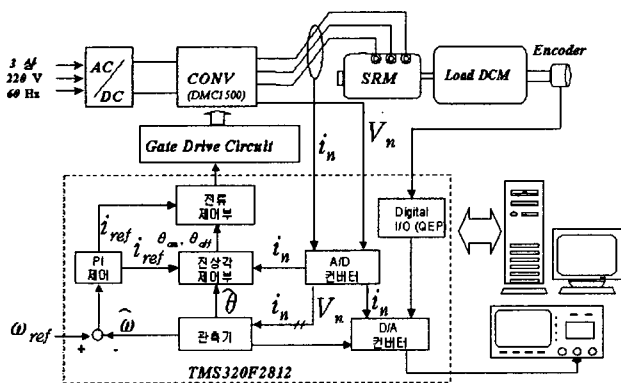 3 상
220 V
60 Hz
AC
DC
CONV
(DMC1500)
SRM
Load DCM
Encoder
i_n
V_n
Gate Drive Circuit
전류
제어부
i_ref
i_ref
θ_on, θ_off
PI
제어
진상각
제어부
i_n
A/D
컨버터
Digital
I/O (QEP)
θ̂
i_n
V_n
i_n
ω_ref
+
-
ω̂
관측기
D/A
컨버터
TMS320F2812